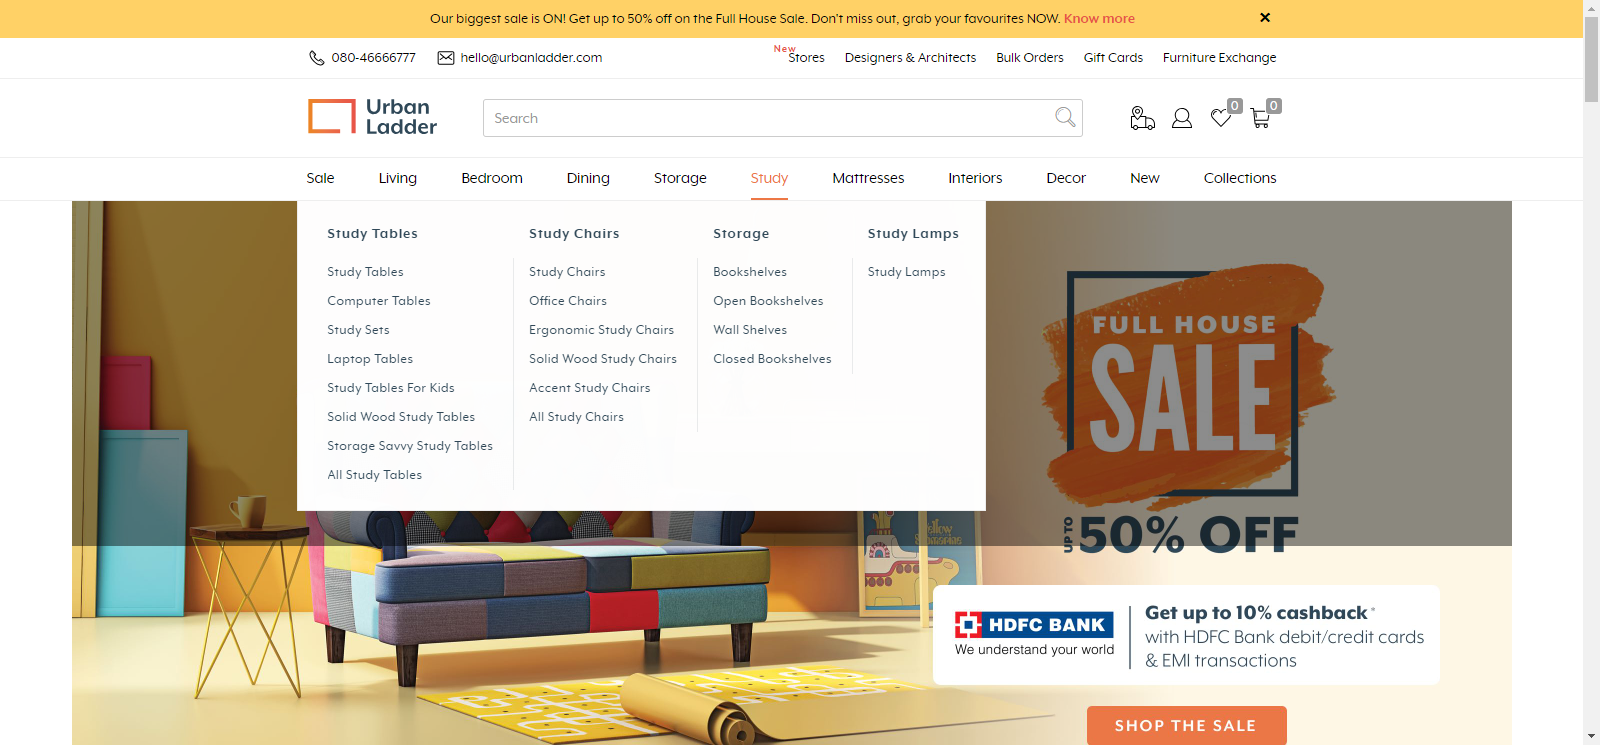 Our biggest sale is ON! Get up to 50% off on the Full House Sale. Don't miss out, grab your favourites NOW. Know more
080-46666777
hello@urbanladder.com
New
Stores
Designers & Architects
Bulk Orders
Gift Cards
Furniture Exchange
Urban
Ladder
Search
0
0
Sale
Living
Bedroom
Dining
Storage
Study
Mattresses
Interiors
Decor
New
Collections
Study Tables
Study Tables
Computer Tables
Study Sets
Laptop Tables
Study Tables For Kids
Solid Wood Study Tables
Storage Savvy Study Tables
All Study Tables
Study Chairs
Study Chairs
Office Chairs
Ergonomic Study Chairs
Solid Wood Study Chairs
Accent Study Chairs
All Study Chairs
Storage
Bookshelves
Open Bookshelves
Wall Shelves
Closed Bookshelves
Study Lamps
Study Lamps
FULL HOUSE
SALE
UP TO
50% OFF
Yellow
Submarine
HDFC BANK
We understand your world
Get up to 10% cashback*
with HDFC Bank debit/credit cards
& EMI transactions
SHOP THE SALE